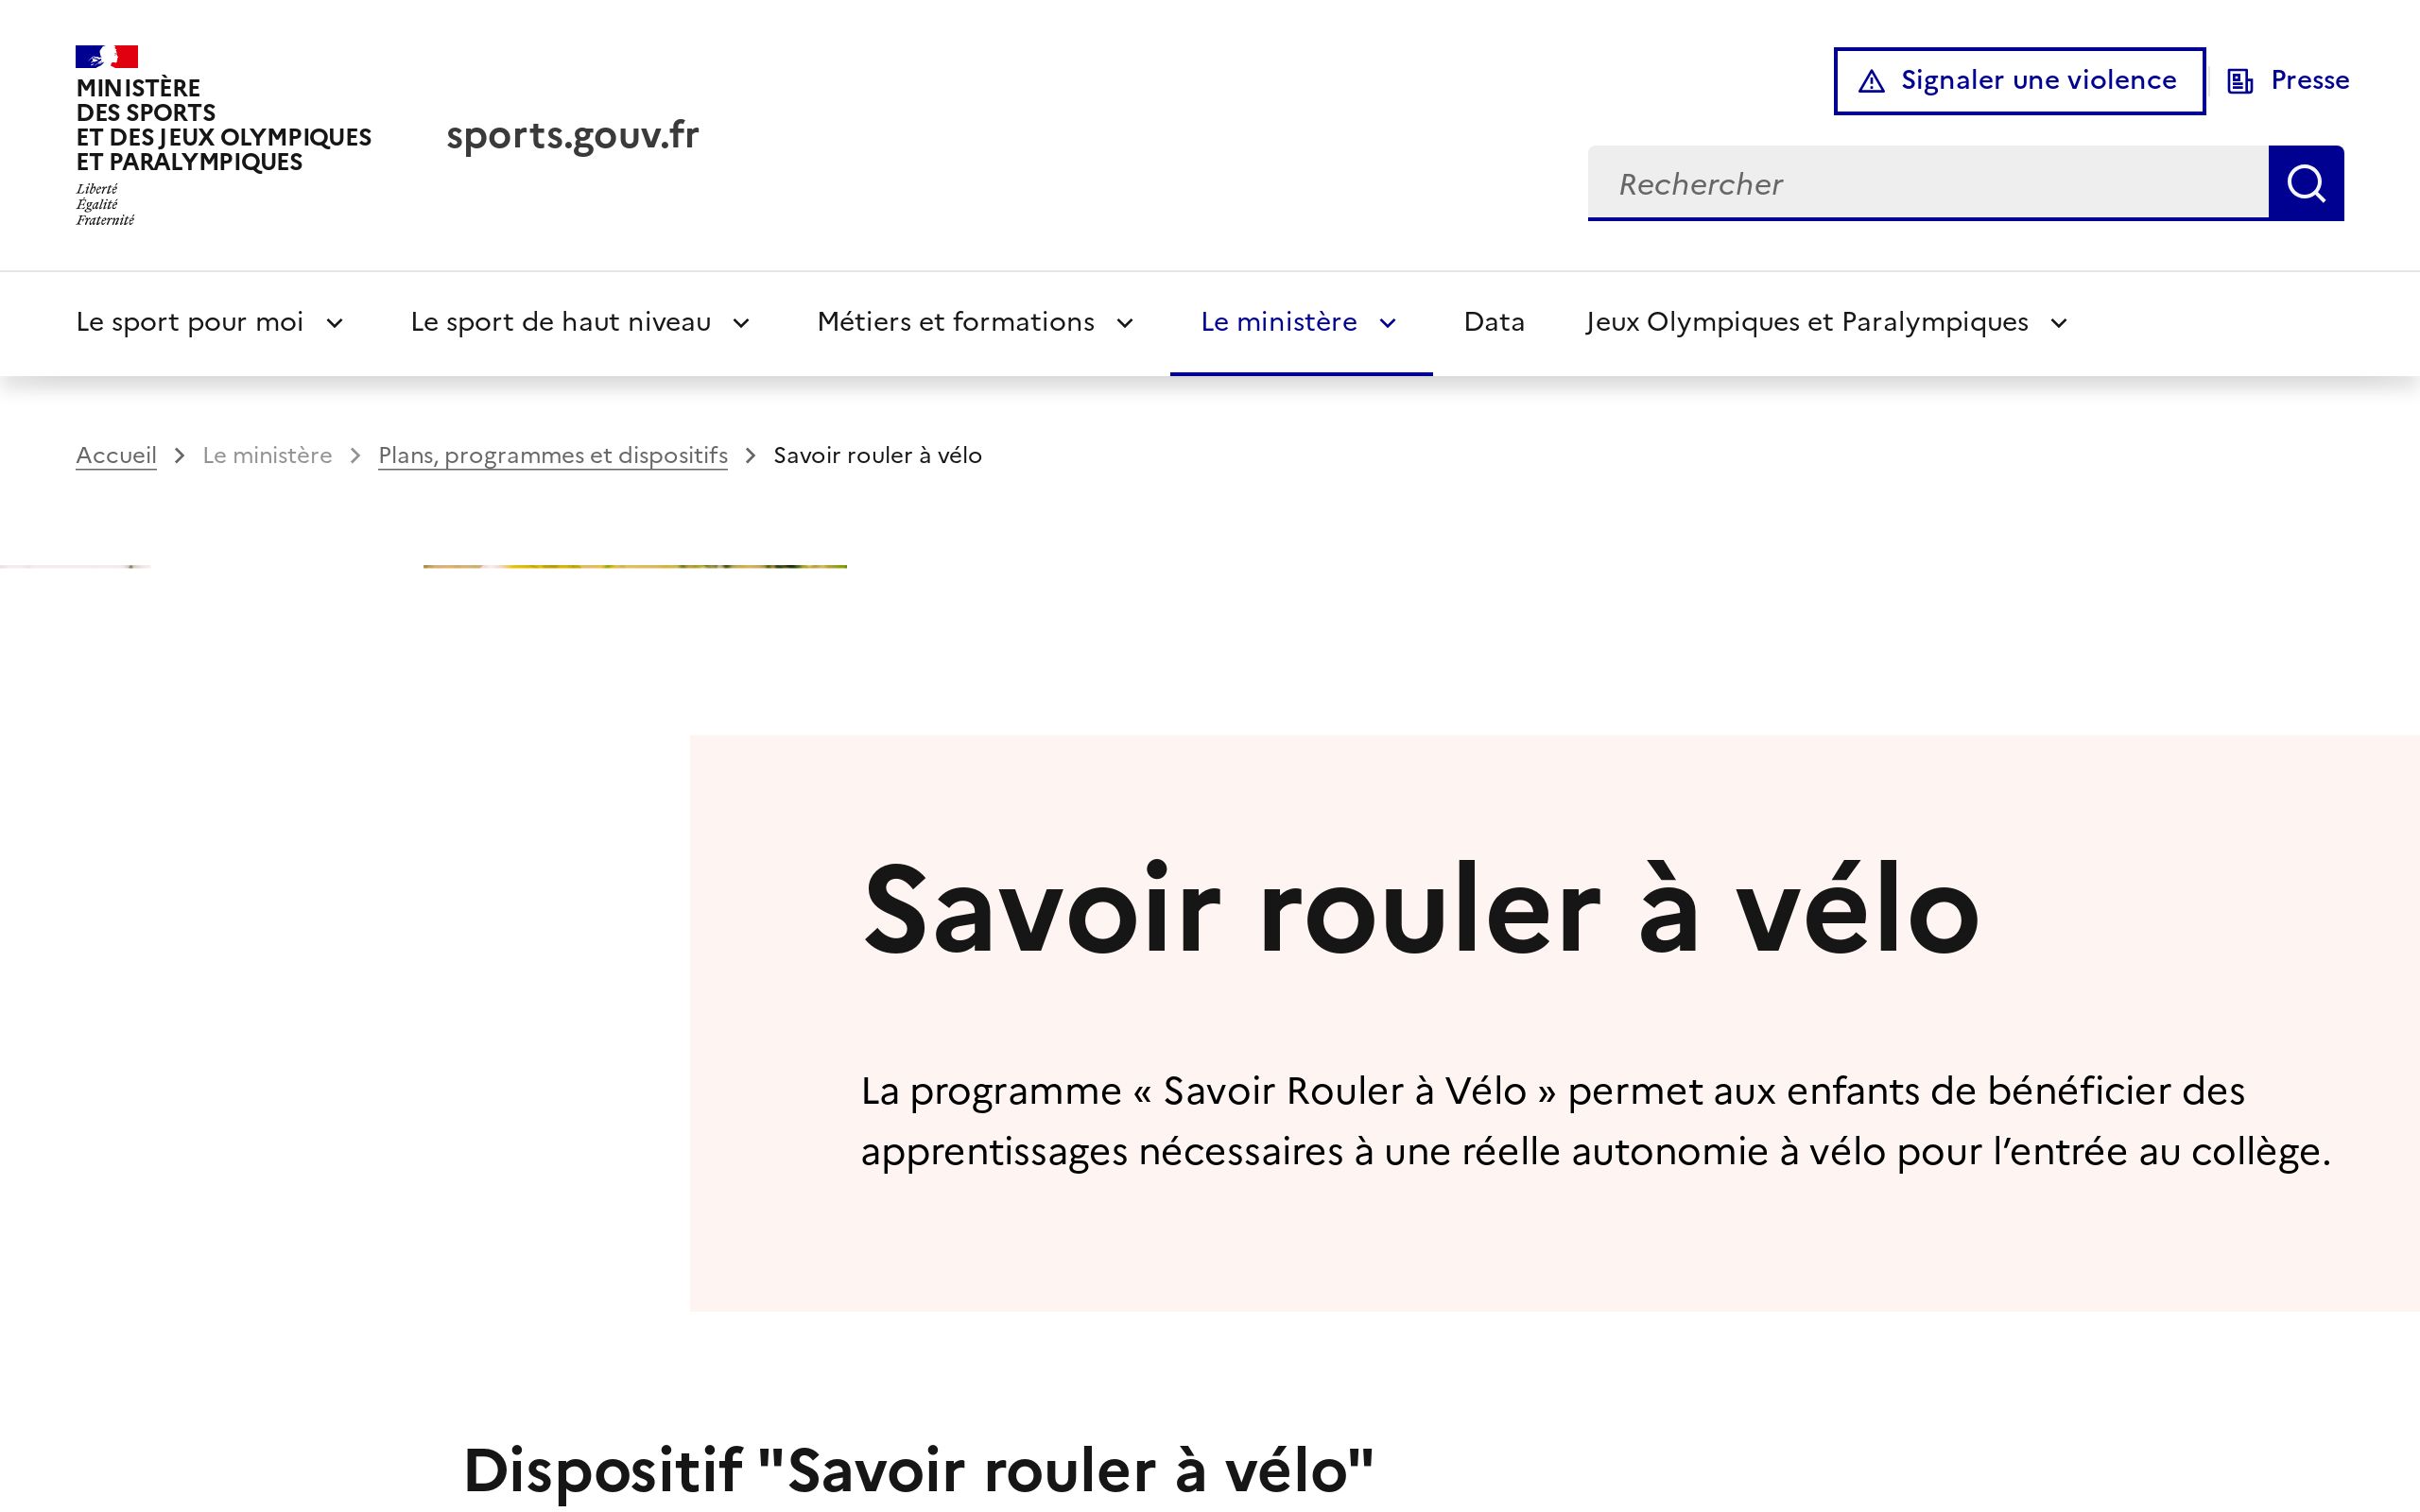 MINISTÈRE
DES SPORTS
ET DES JEUX OLYMPIQUES
ET PARALYMPIQUES
Liberté
Égalité
Fraternité
sports.gouv.fr
Signaler une violence
Presse
Rechercher
Le sport pour moi
Le sport de haut niveau
Métiers et formations
Le ministère
Data
Jeux Olympiques et Paralympiques
Accueil > Le ministère > Plans, programmes et dispositifs > Savoir rouler à vélo
Savoir rouler à vélo
La programme « Savoir Rouler à Vélo » permet aux enfants de bénéficier des
apprentissages nécessaires à une réelle autonomie à vélo pour l’entrée au collège.
Dispositif "Savoir rouler à vélo"